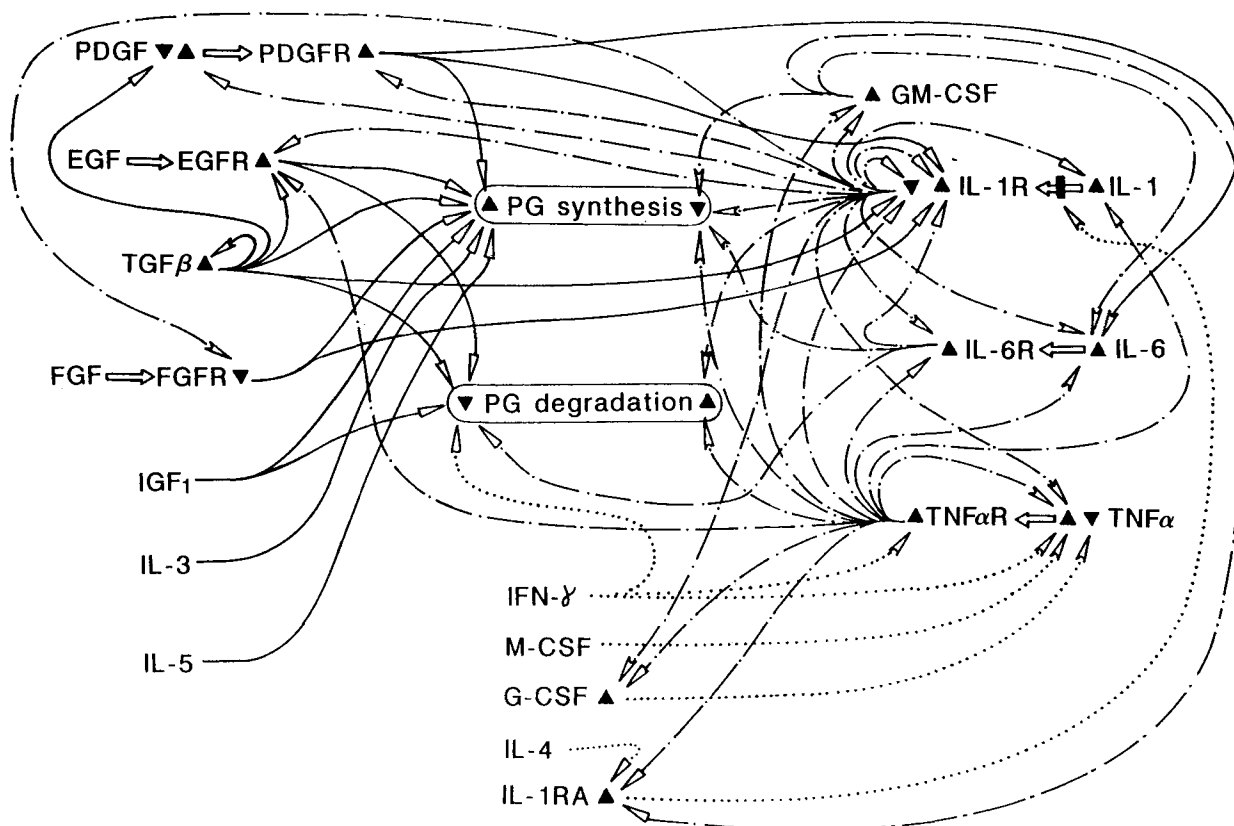 PDGF PDGFR
GM-CSF
EGF EGFR
IL-1R IL-1
PG synthesis
TGFβ
IL-6R IL-6
FGF FGFR
PG degradation
IGF1
TNFαR TNFα
IL-3
IFN-γ
M-CSF
IL-5
G-CSF
IL-4
IL-1RA